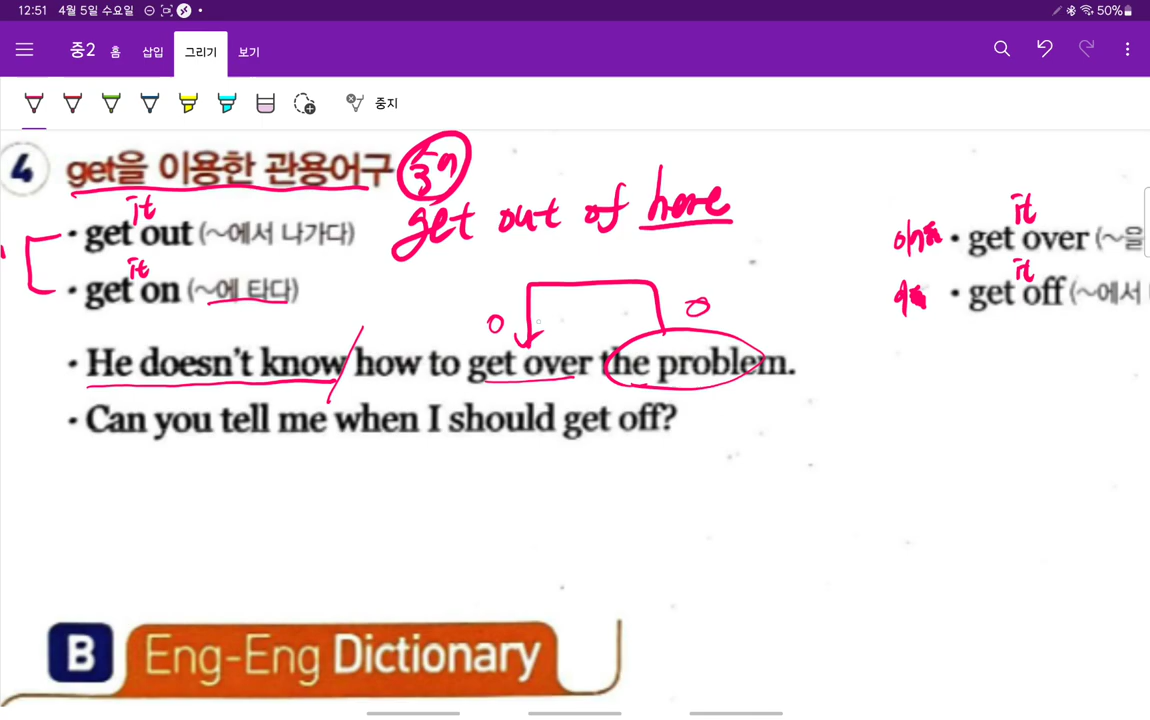 12:51 4월 5일 수요일 50%
중2 홈 삽입 그리기 보기
중지
4 get을 이용한 관용어구
get out of here
it
· get out (~에서 나가다)
it
· get over (~을
it
· get on (~에 타다)
it
· get off (~에서
· He doesn't know how to get over the problem.
· Can you tell me when I should get off?
B Eng-Eng Dictionary